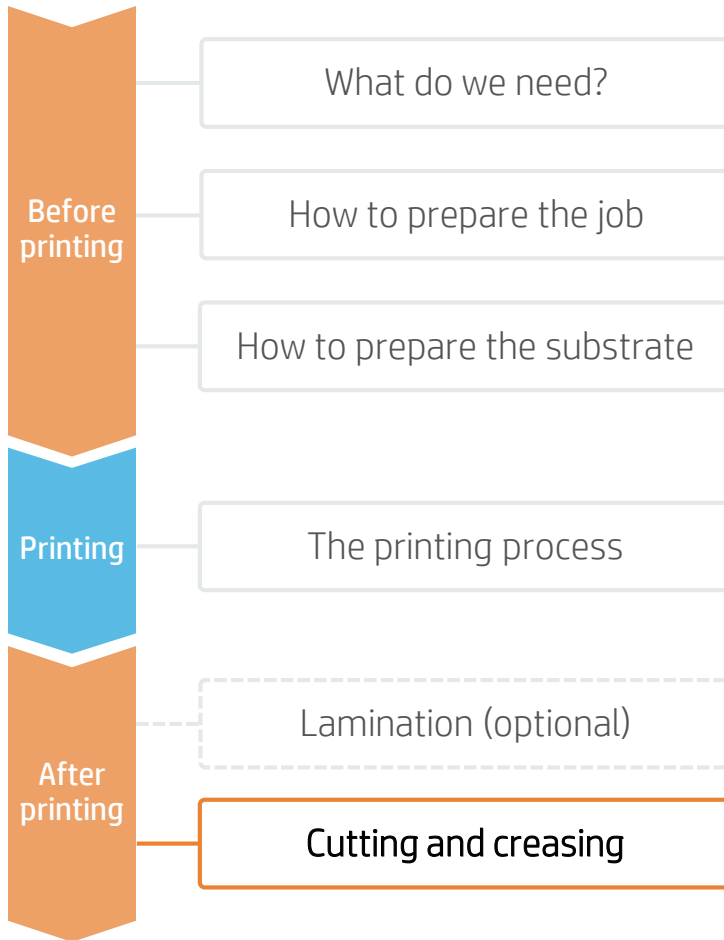 What do we need?
Before
printing
How to prepare the job
How to prepare the substrate
Printing
The printing process
Lamination (optional)
After
printing
Cutting and creasing